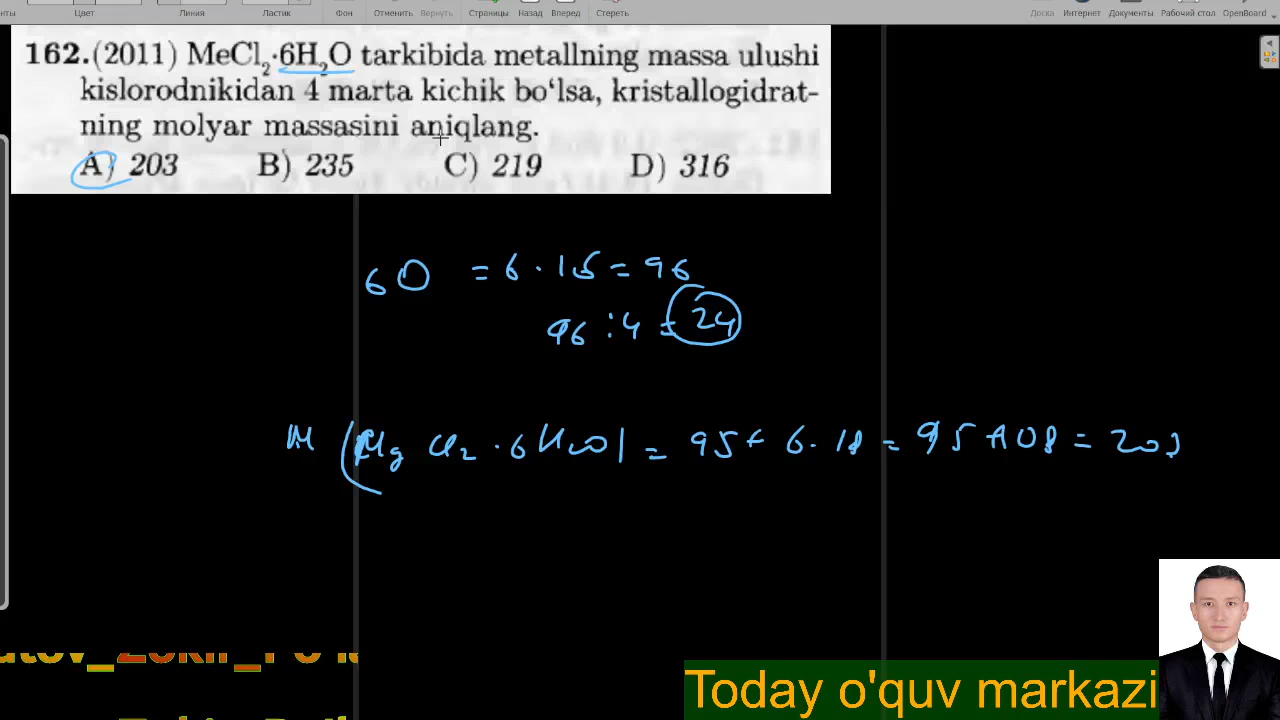 Цвет Линия Ластик Фон Отменить Вернуть Страницы Назад Вперед Стереть Доска Интернет Документы Рабочий стол OpenBoard
162.(2011) MeCl₂·6H₂O tarkibida metallning massa ulushi
kislorodnikidan 4 marta kichik bo‘lsa, kristallogidrat-
ning molyar massasini aniqlang.
A) 203 B) 235 C) 219 D) 316
6O = 6 · 16 = 96
96 : 4 = 24
M (MgCl₂ · 6H₂O) = 95 + 6 · 18 = 95 + 108 = 203
Today o'quv markazi